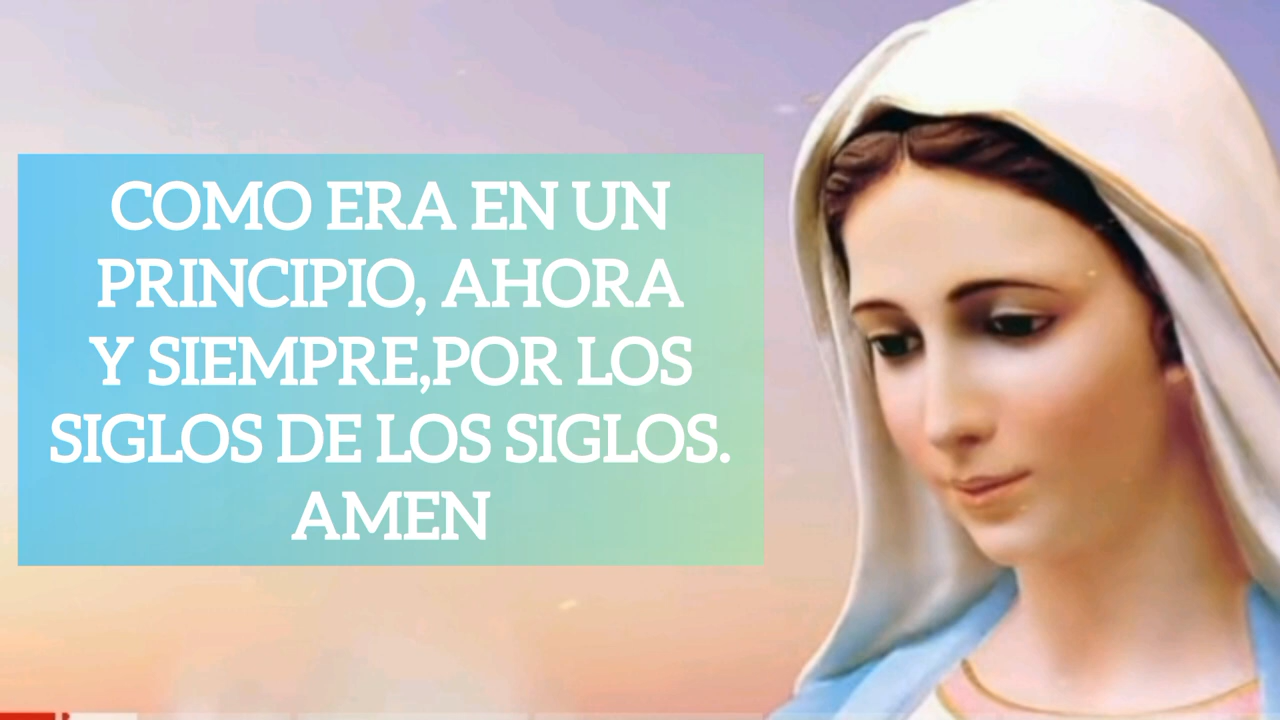 COMO ERA EN UN
PRINCIPIO, AHORA
Y SIEMPRE,POR LOS
SIGLOS DE LOS SIGLOS.
AMEN